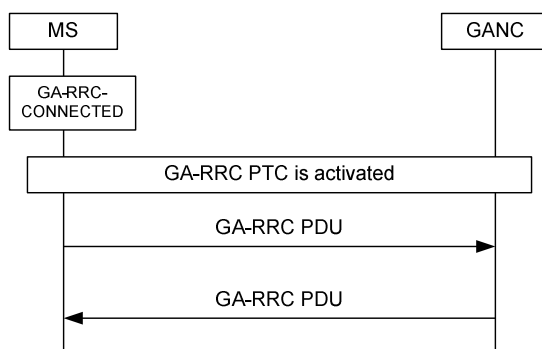 MS
GANC
GA-RRC-
CONNECTED
GA-RRC PTC is activated
GA-RRC PDU
GA-RRC PDU